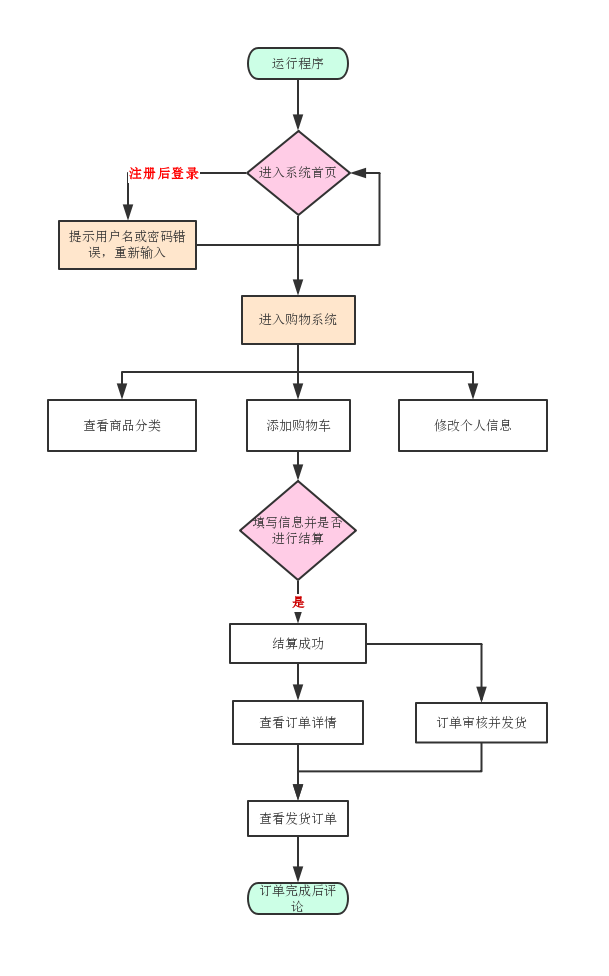 运行程序
进入系统首页
注册后登录
提示用户名或密码错
误，重新输入
进入购物系统
查看商品分类
添加购物车
修改个人信息
填写信息并是否
进行结算
是
结算成功
查看订单详情
订单审核并发货
查看发货订单
订单完成后评
论